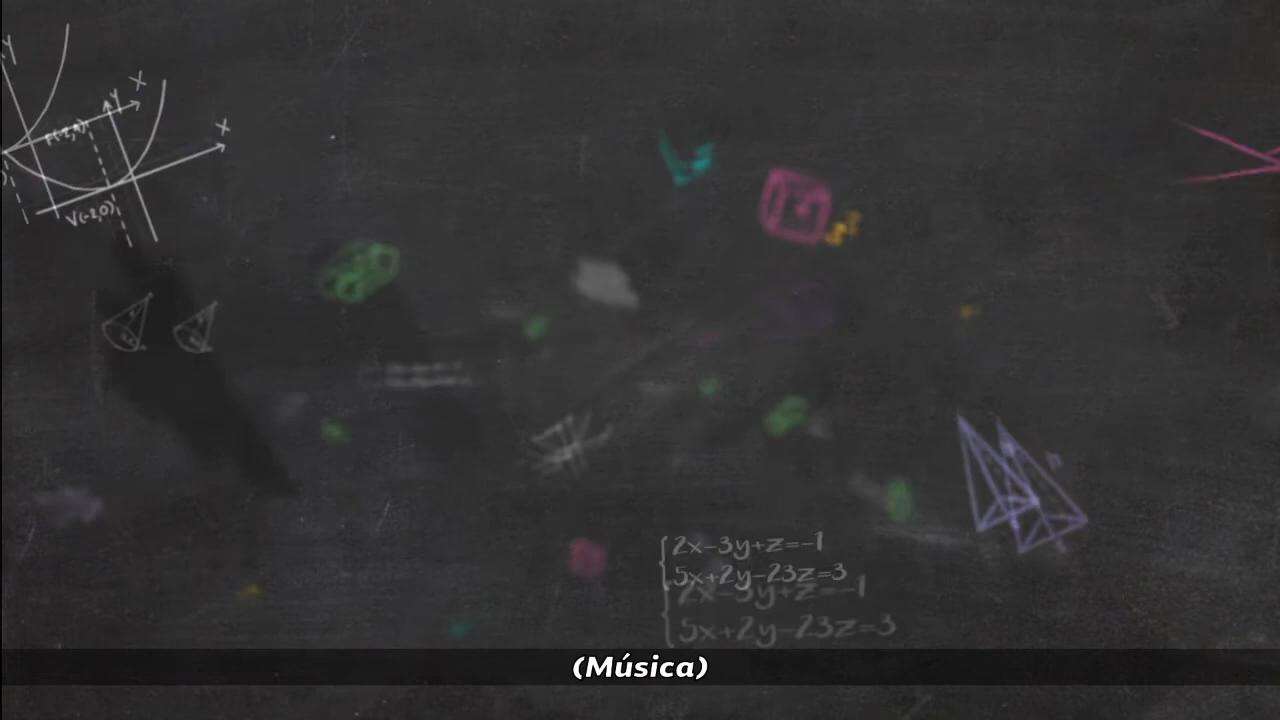 Y
X
Y
X
V(-2,0)
2x-3y+z=-1
5x+2y-23z=3
2x-3y+z=-1
5x+2y-23z=3
(Música)